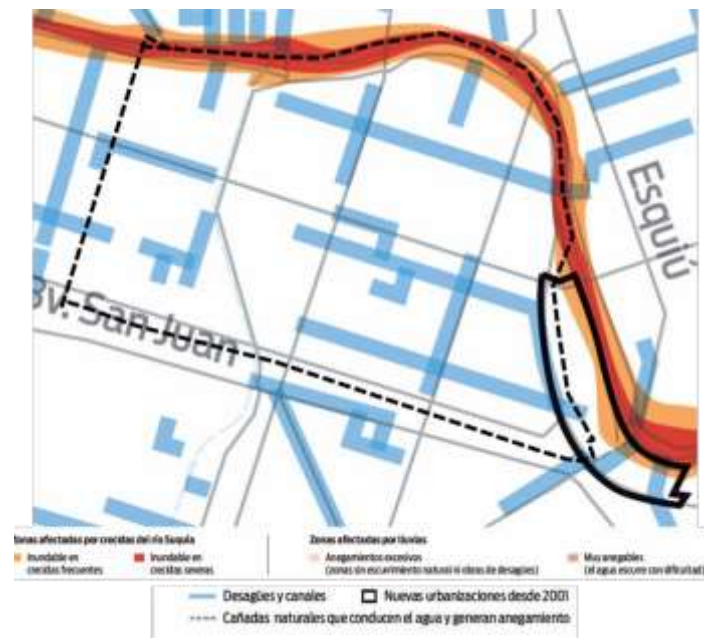 Esquiú
Bv. San Juan
Zonas afectadas por crecidas del río Suquía
Inundable en
crecidas frecuentes
Inundable en
crecidas severas
Zonas afectadas por lluvias
Anegamientos excesivos
(zonas sin escurrimiento natural ni obras de desagües)
Muy anegables
(el agua escurre con dificultad)
Desagües y canales
Nuevas urbanizaciones desde 2001
Cañadas naturales que conducen el agua y generan anegamiento